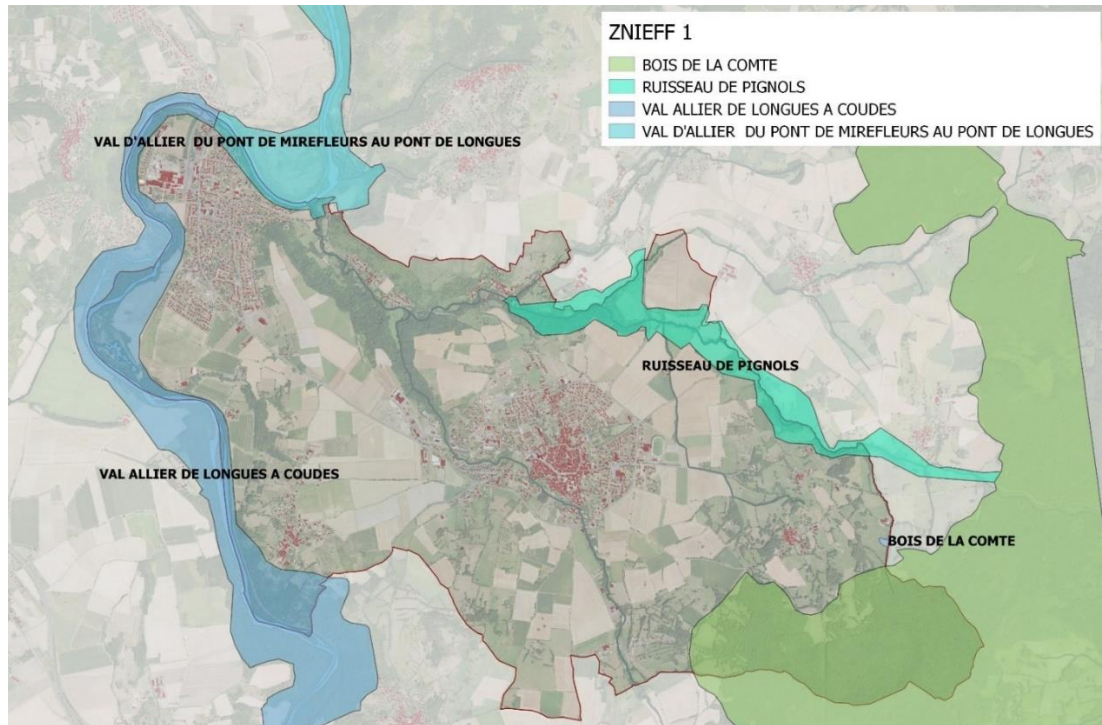 ZNIEFF 1
BOIS DE LA COMTE
RUISSEAU DE PIGNOLS
VAL ALLIER DE LONGUES A COUDES
VAL D'ALLIER DU PONT DE MIREFLEURS AU PONT DE LONGUES
VAL D'ALLIER DU PONT DE MIREFLEURS AU PONT DE LONGUES
RUISSEAU DE PIGNOLS
VAL ALLIER DE LONGUES A COUDES
BOIS DE LA COMTE